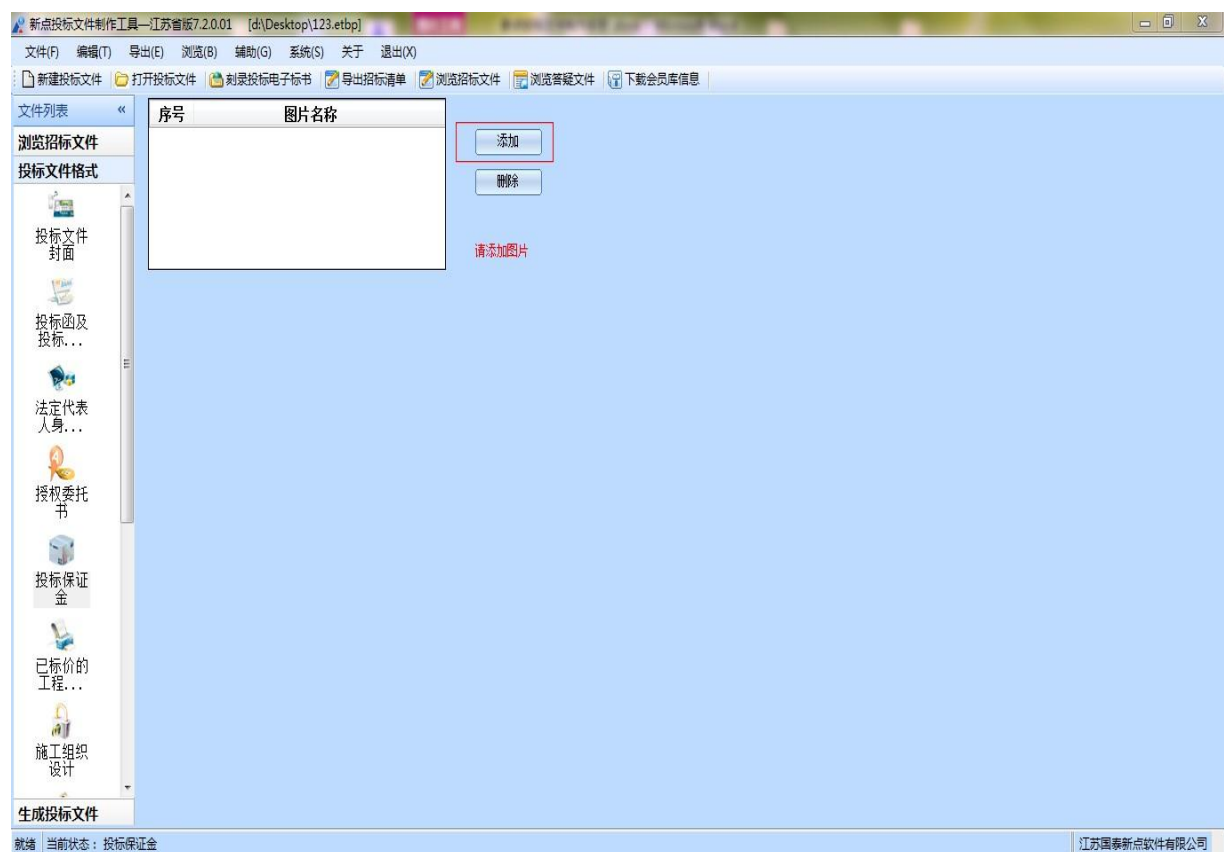 新点投标文件制作工具—江苏省版7.2.0.01 [d:\Desktop\123.etbp]
文件(F) 编辑(T) 导出(E) 浏览(B) 辅助(G) 系统(S) 关于 退出(X)
新建投标文件 打开投标文件 刻录投标电子标书 导出招标清单 浏览招标文件 浏览答疑文件 下载会员库信息
文件列表 «
浏览招标文件
投标文件格式
投标文件
封面
投标函及
投标...
法定代表
人身...
授权委托
书
投标保证
金
已标价的
工程...
施工组织
设计
生成投标文件
序号 图片名称
添加
删除
请添加图片
就绪 当前状态：投标保证金 江苏国泰新点软件有限公司